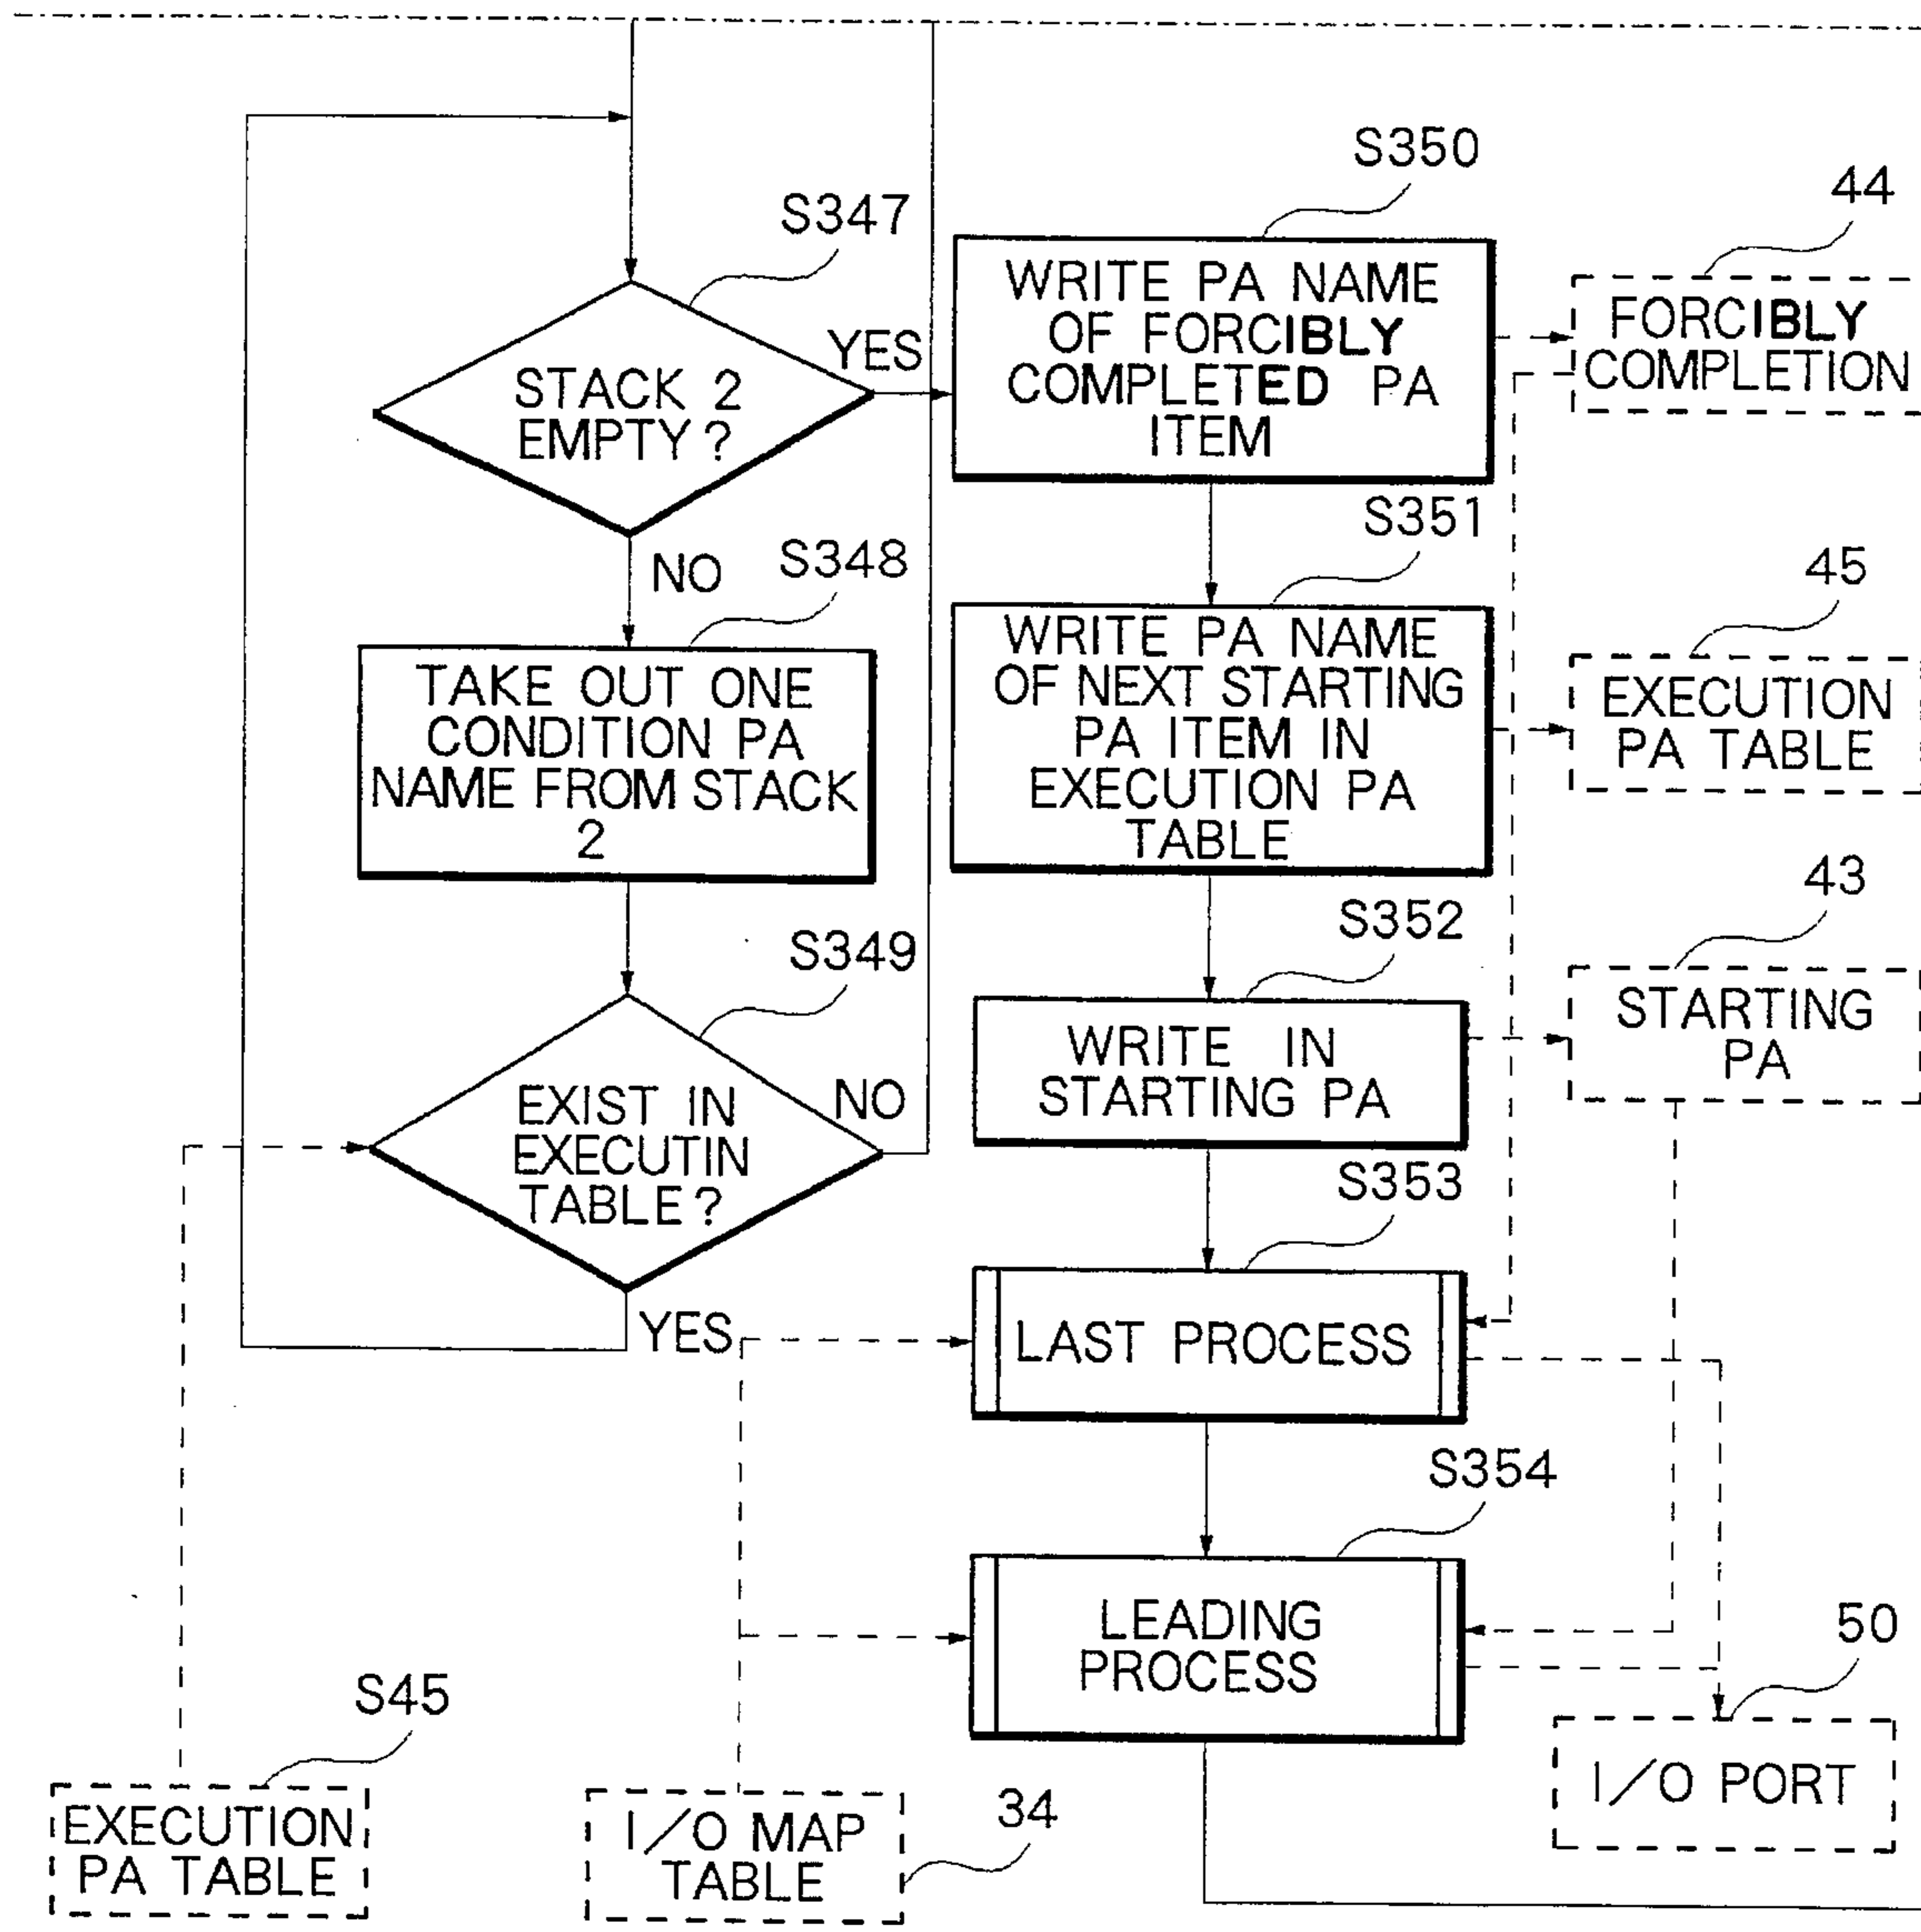 S350
44
S347
WRITE PA NAME
OF FORCIBLY
COMPLETED PA
ITEM
FORCIBLY
COMPLETION
YES
STACK 2
EMPTY?
S351
S348
NO
45
WRITE PA NAME
OF NEXT STARTING
PA ITEM IN
EXECUTION PA
TABLE
EXECUTION
PA TABLE
TAKE OUT ONE
CONDITION PA
NAME FROM STACK
2
43
S352
S349
STARTING
PA
WRITE IN
STARTING PA
NO
EXIST IN
EXECUTIN
TABLE?
S353
YES
LAST PROCESS
S354
LEADING
PROCESS
50
S45
I/O PORT
EXECUTION
PA TABLE
I/O MAP
TABLE
34